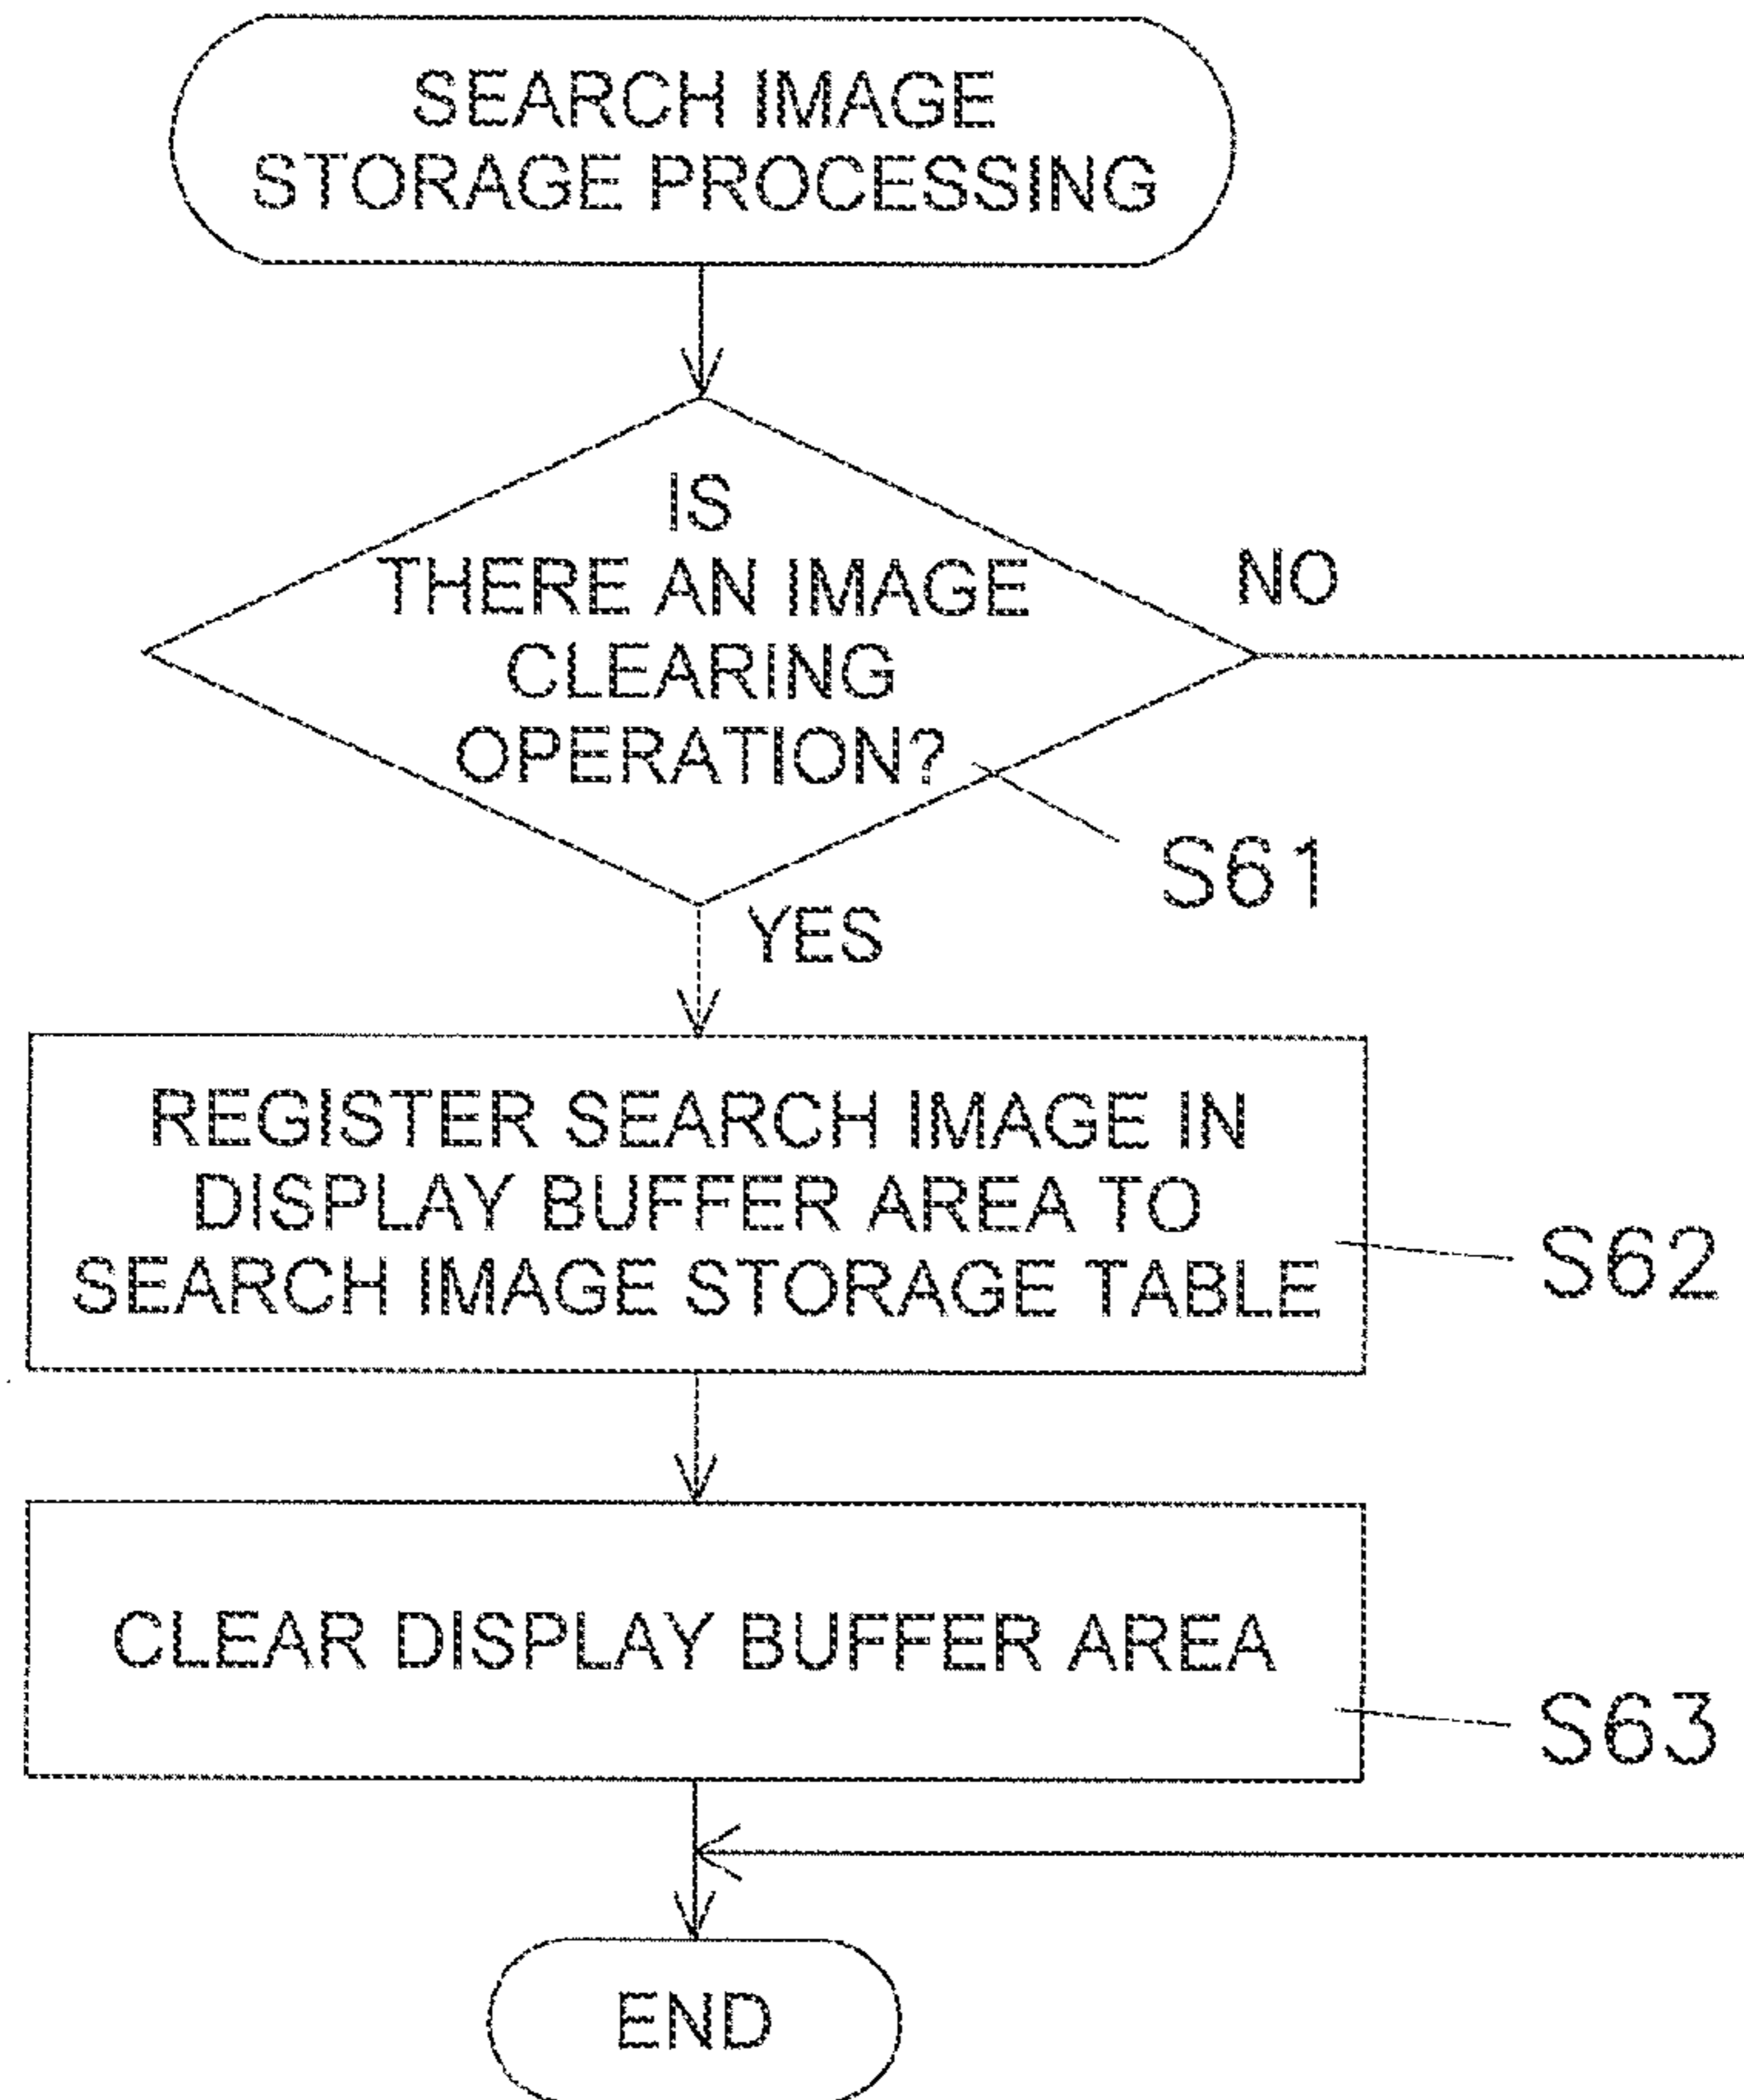 SEARCH IMAGE
STORAGE PROCESSING
IS
THERE AN IMAGE
CLEARING
OPERATION?
NO
S61
YES
REGISTER SEARCH IMAGE IN
DISPLAY BUFFER AREA TO
SEARCH IMAGE STORAGE TABLE
S62
CLEAR DISPLAY BUFFER AREA
S63
END